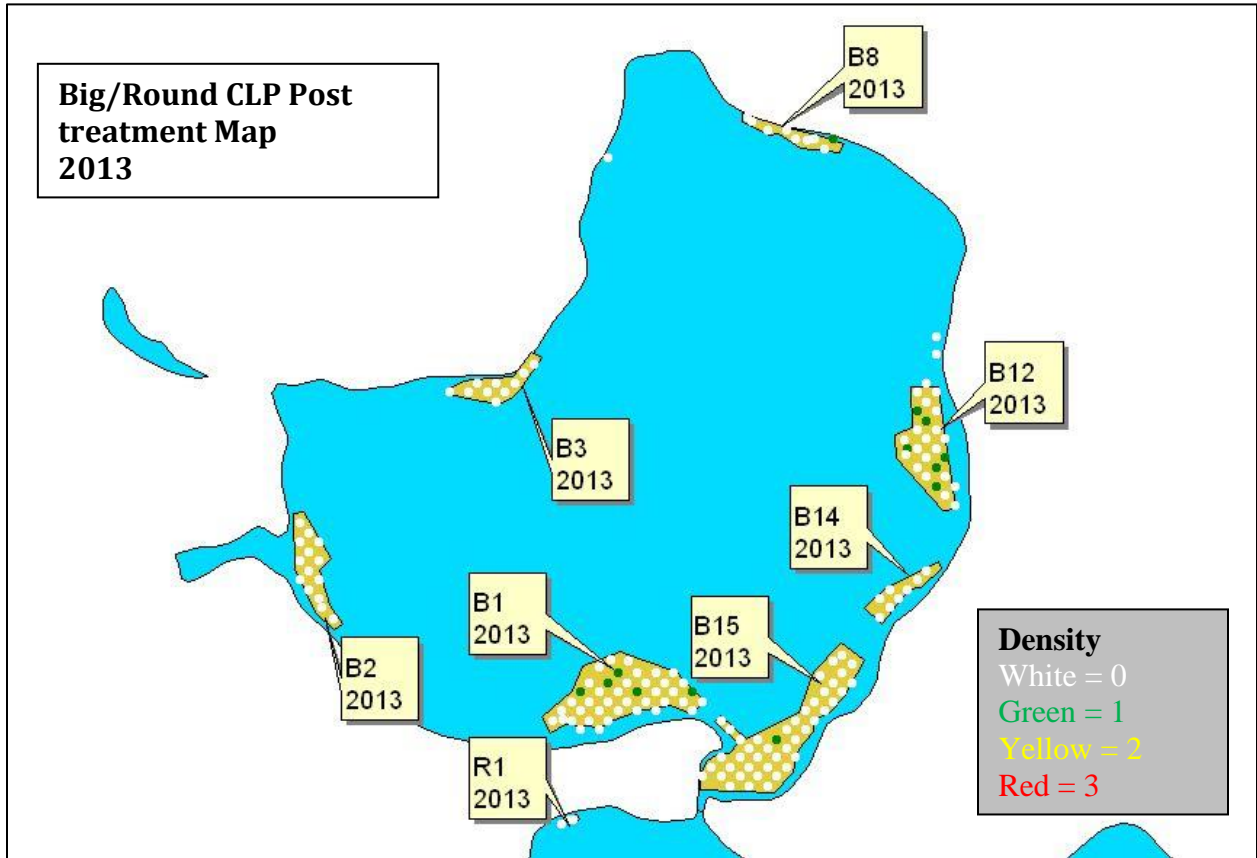 Big/Round CLP Post
treatment Map
2013
B8
2013
B12
2013
B3
2013
B14
2013
B1
2013
B15
2013
B2
2013
R1
2013
Density
White = 0
Green = 1
Yellow = 2
Red = 3